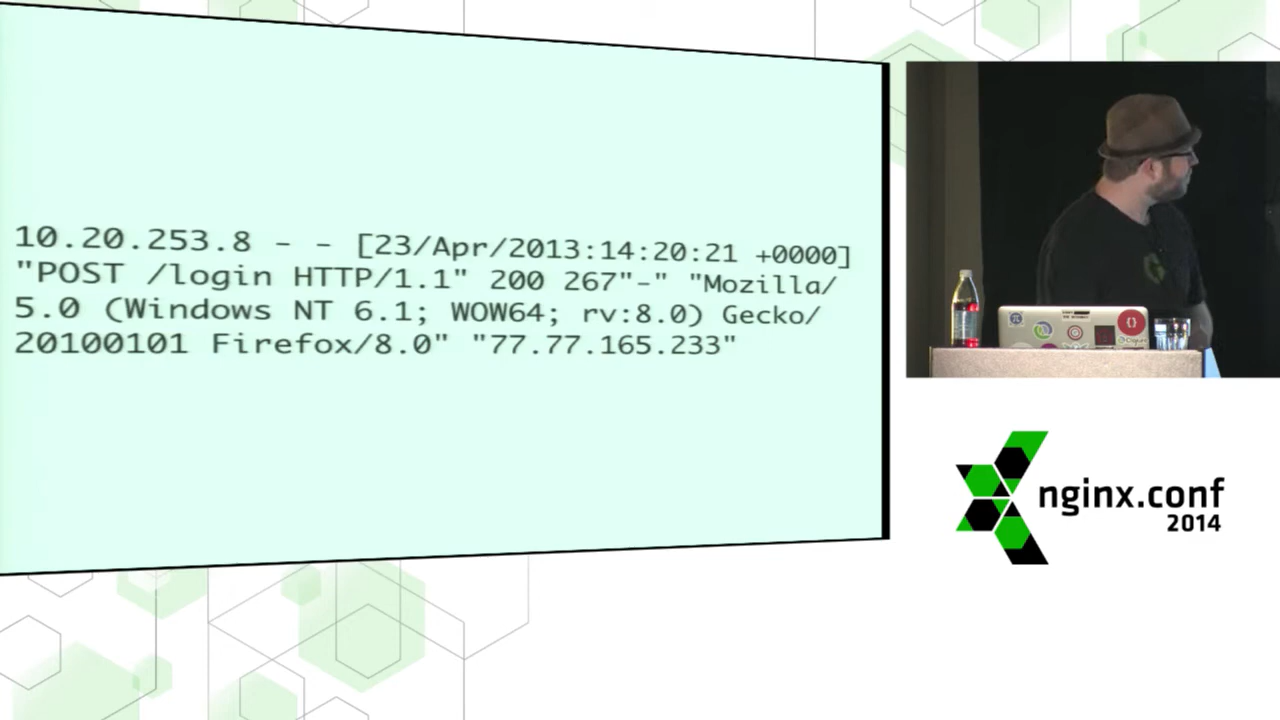 10.20.253.8 - - [23/Apr/2013:14:20:21 +0000]
"POST /login HTTP/1.1" 200 267"-" "Mozilla/
5.0 (Windows NT 6.1; WOW64; rv:8.0) Gecko/
20100101 Firefox/8.0" "77.77.165.233"
nginx.conf
2014